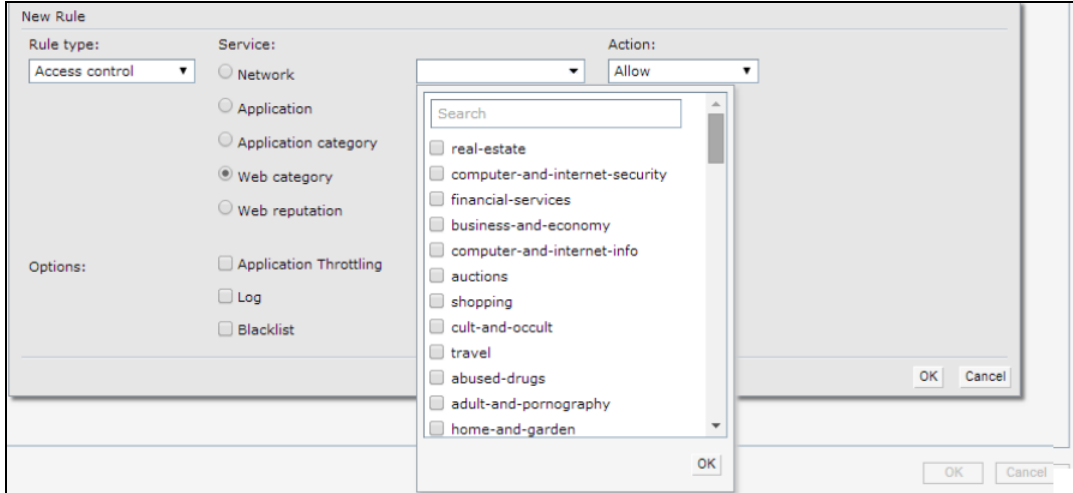 New Rule
Rule type: Service: Action:
Access control Network Allow
Application
Application category
Web category
Web reputation
Options: Application Throttling
Log
Blacklist
Search
real-estate
computer-and-internet-security
financial-services
business-and-economy
computer-and-internet-info
auctions
shopping
cult-and-occult
travel
abused-drugs
adult-and-pornography
home-and-garden
OK
OK Cancel
OK Cancel